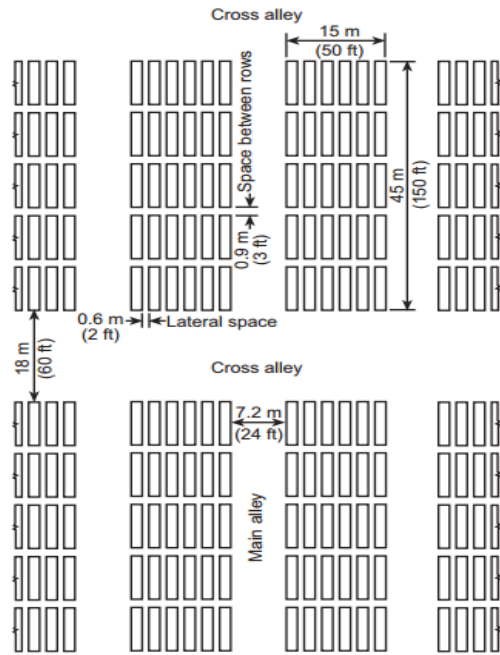 Cross alley
15 m
(50 ft)
Space between rows
45 m
(150 ft)
0.9 m
(3 ft)
0.6 m
(2 ft)
Lateral space
18 m
(60 ft)
Cross alley
7.2 m
(24 ft)
Main alley